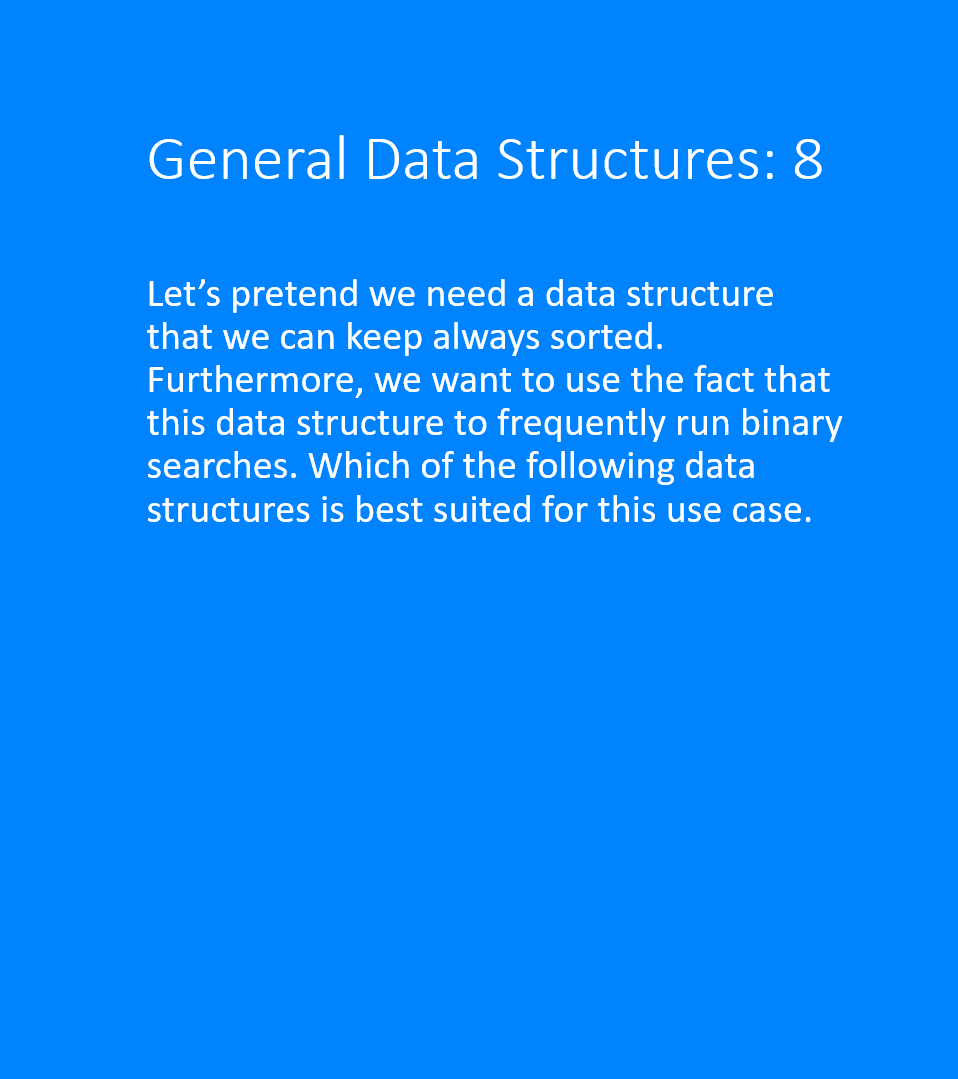 General Data Structures: 8
Let’s pretend we need a data structure
that we can keep always sorted.
Furthermore, we want to use the fact that
this data structure to frequently run binary
searches. Which of the following data
structures is best suited for this use case.